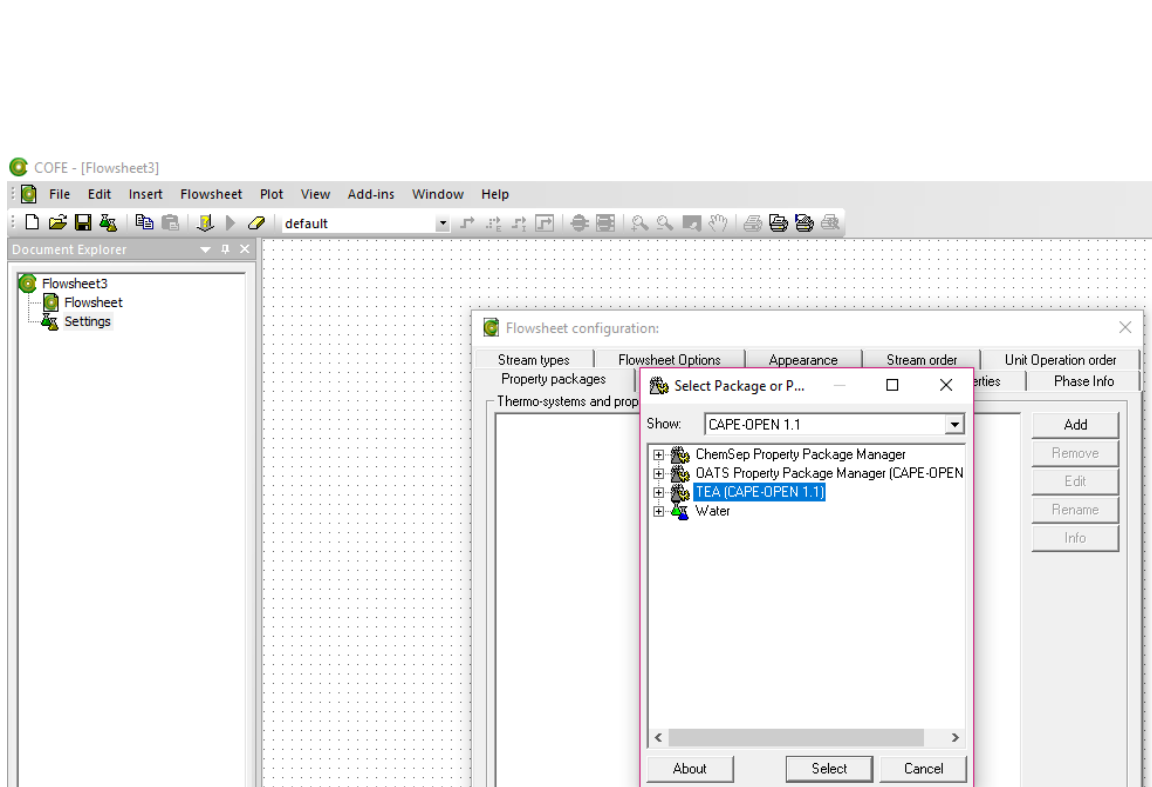 COFE - [Flowsheet3]
File Edit Insert Flowsheet Plot View Add-ins Window Help
default
Document Explorer
Flowsheet3
Flowsheet
Settings
Flowsheet configuration:
Stream types Flowsheet Options Appearance Stream order Unit Operation order
Property packages erties Phase Info
Thermo-systems and prop
Select Package or P...
Show: CAPE-OPEN 1.1
ChemSep Property Package Manager
OATS Property Package Manager (CAPE-OPEN
TEA (CAPE-OPEN 1.1)
Water
About Select Cancel
Add
Remove
Edit
Rename
Info